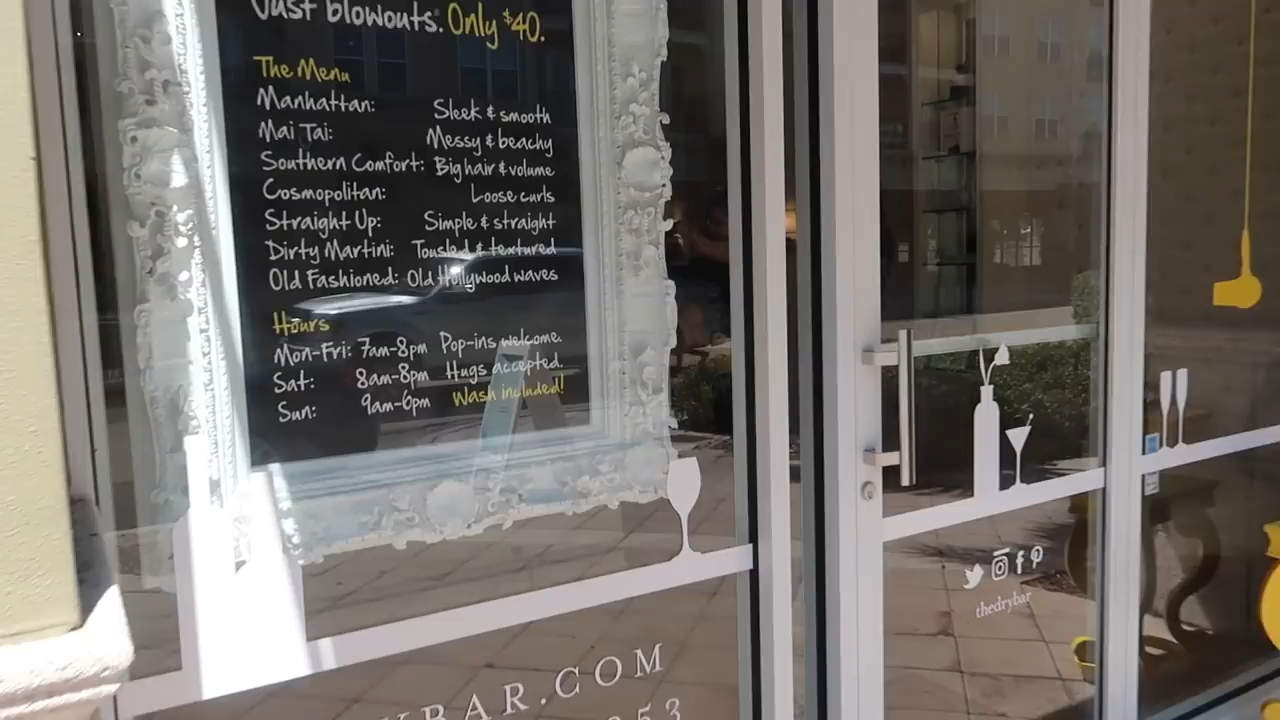 Just blowouts. Only $40.
The Menu
Manhattan: Sleek & smooth
Mai Tai: Messy & beachy
Southern Comfort: Big hair & volume
Cosmopolitan: Loose curls
Straight Up: Simple & straight
Dirty Martini: Tousled & textured
Old Fashioned: Old Hollywood waves
Hours
Mon-Fri: 7am-8pm Pop-ins welcome.
Sat: 8am-8pm Hugs accepted.
Sun: 9am-6pm Wash included!
YBAR.COM
353
thedrybar